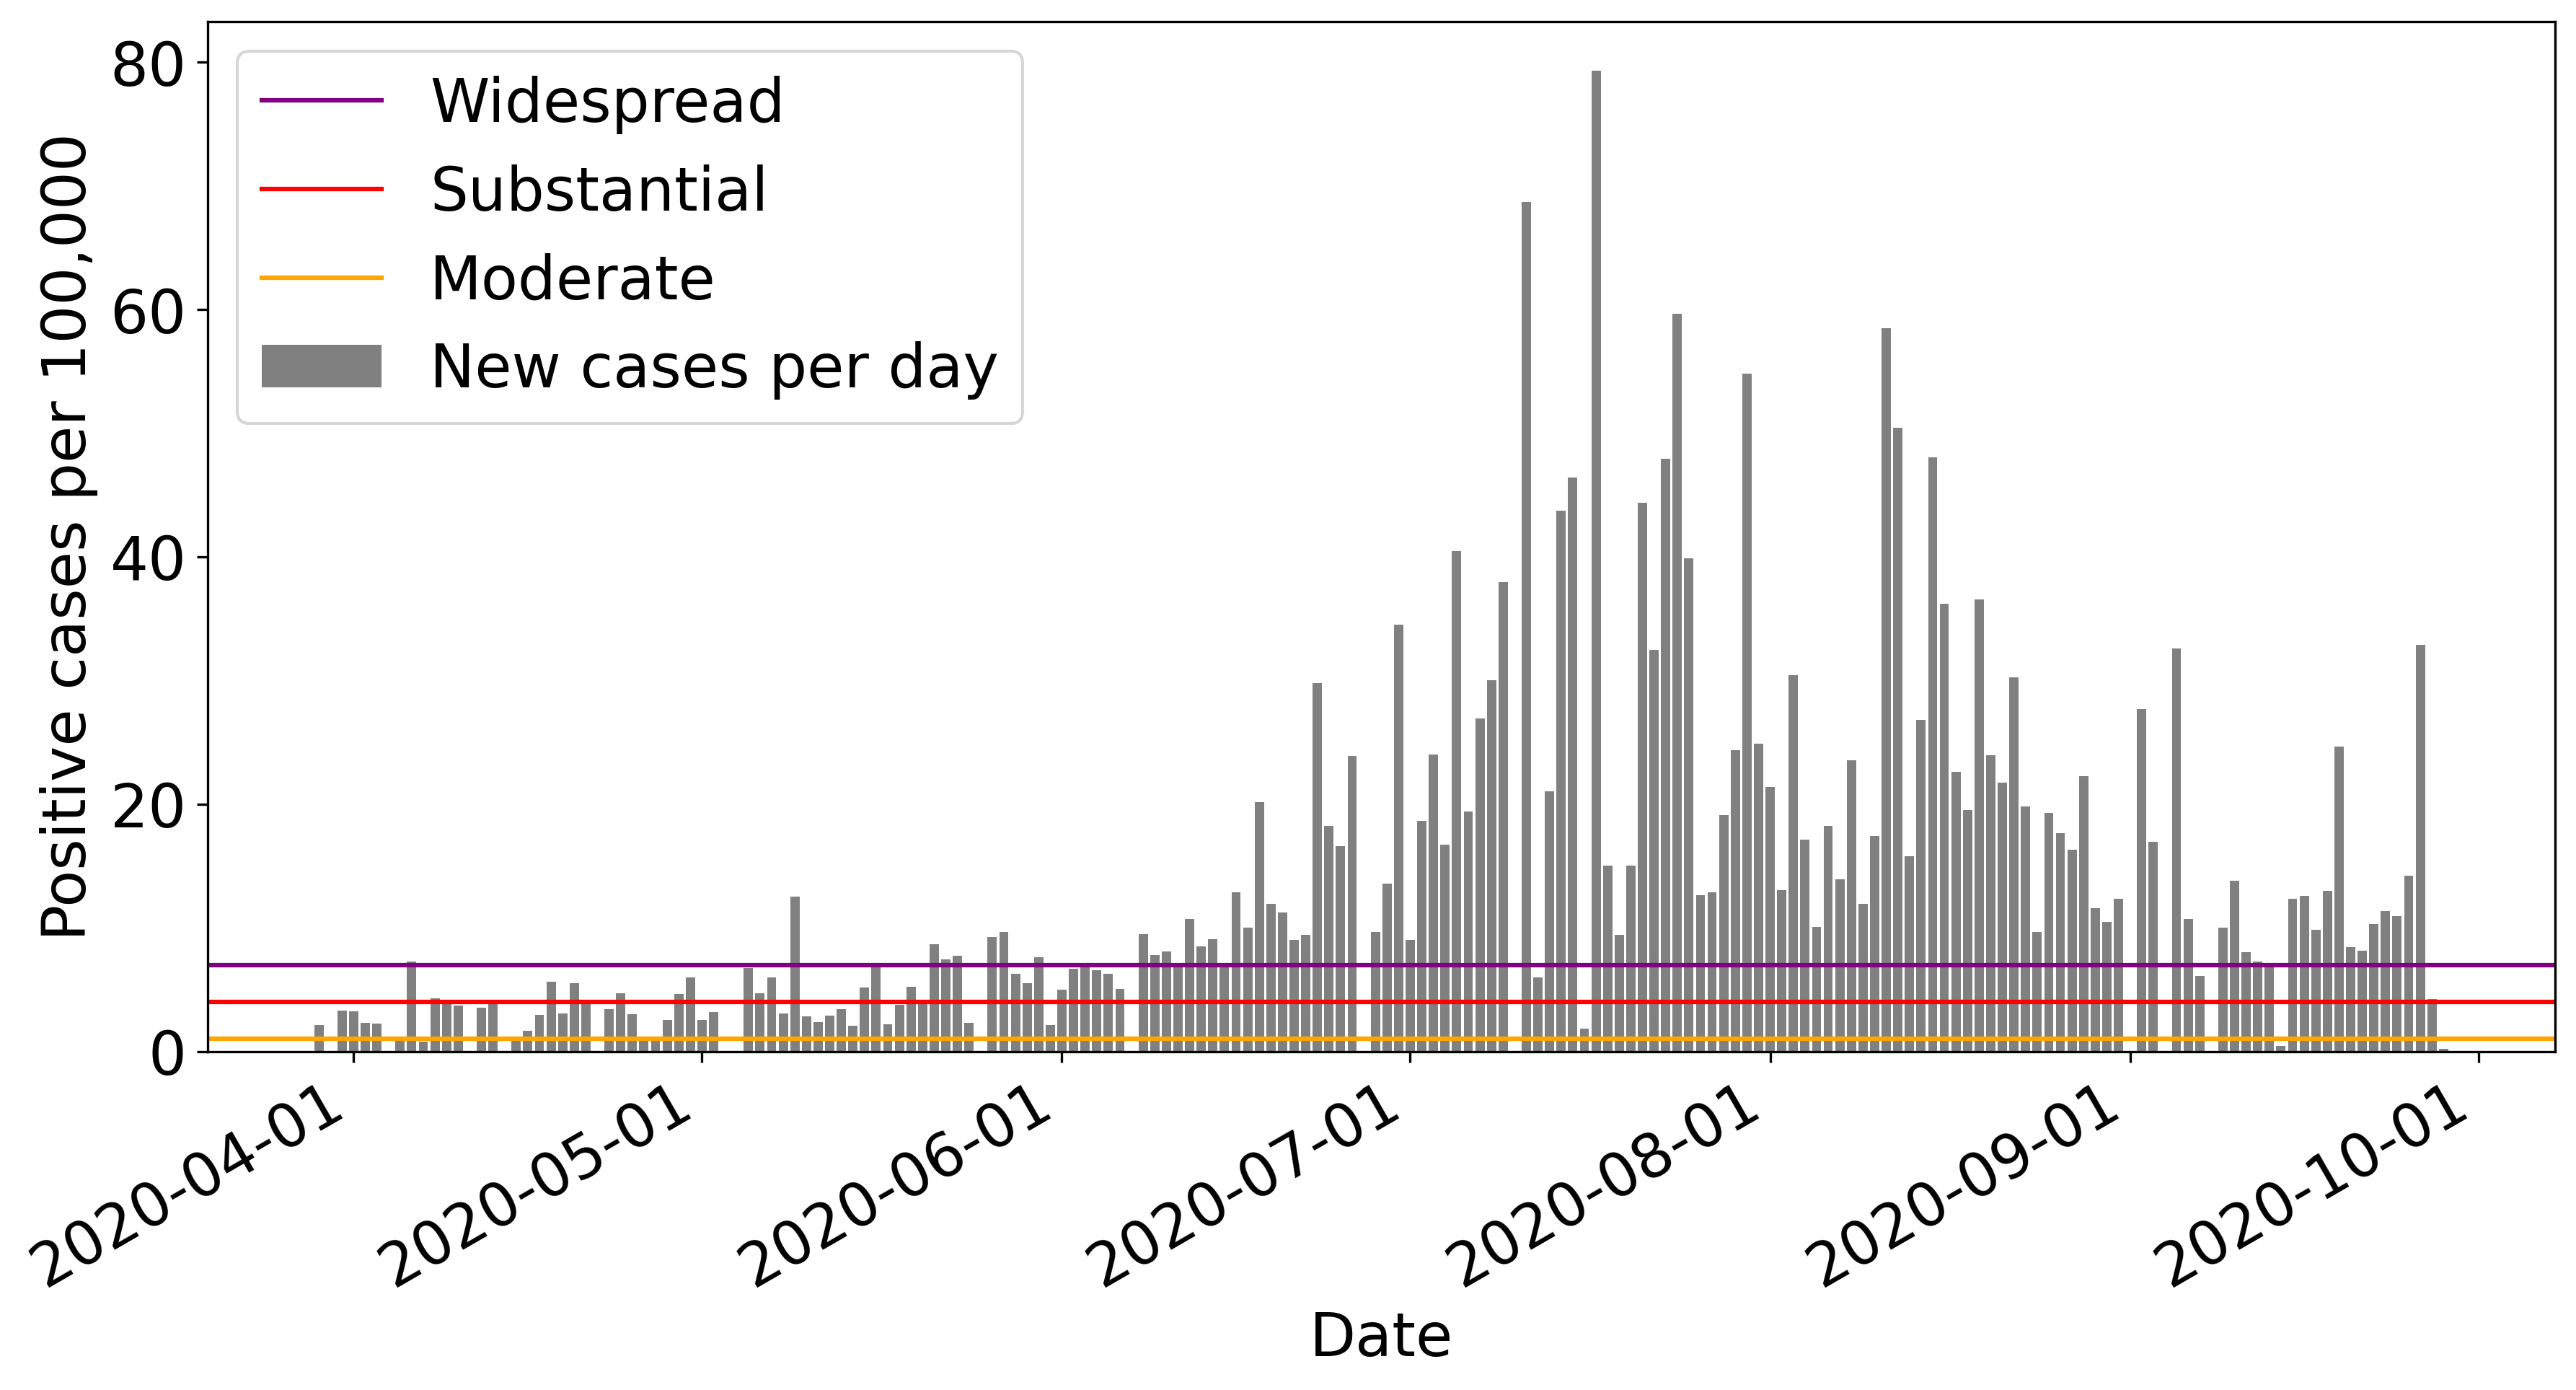 Positive cases per 100,000
80
60
40
20
0
Widespread
Substantial
Moderate
New cases per day
2020-04-01
2020-05-01
2020-06-01
2020-07-01
2020-08-01
2020-09-01
2020-10-01
Date